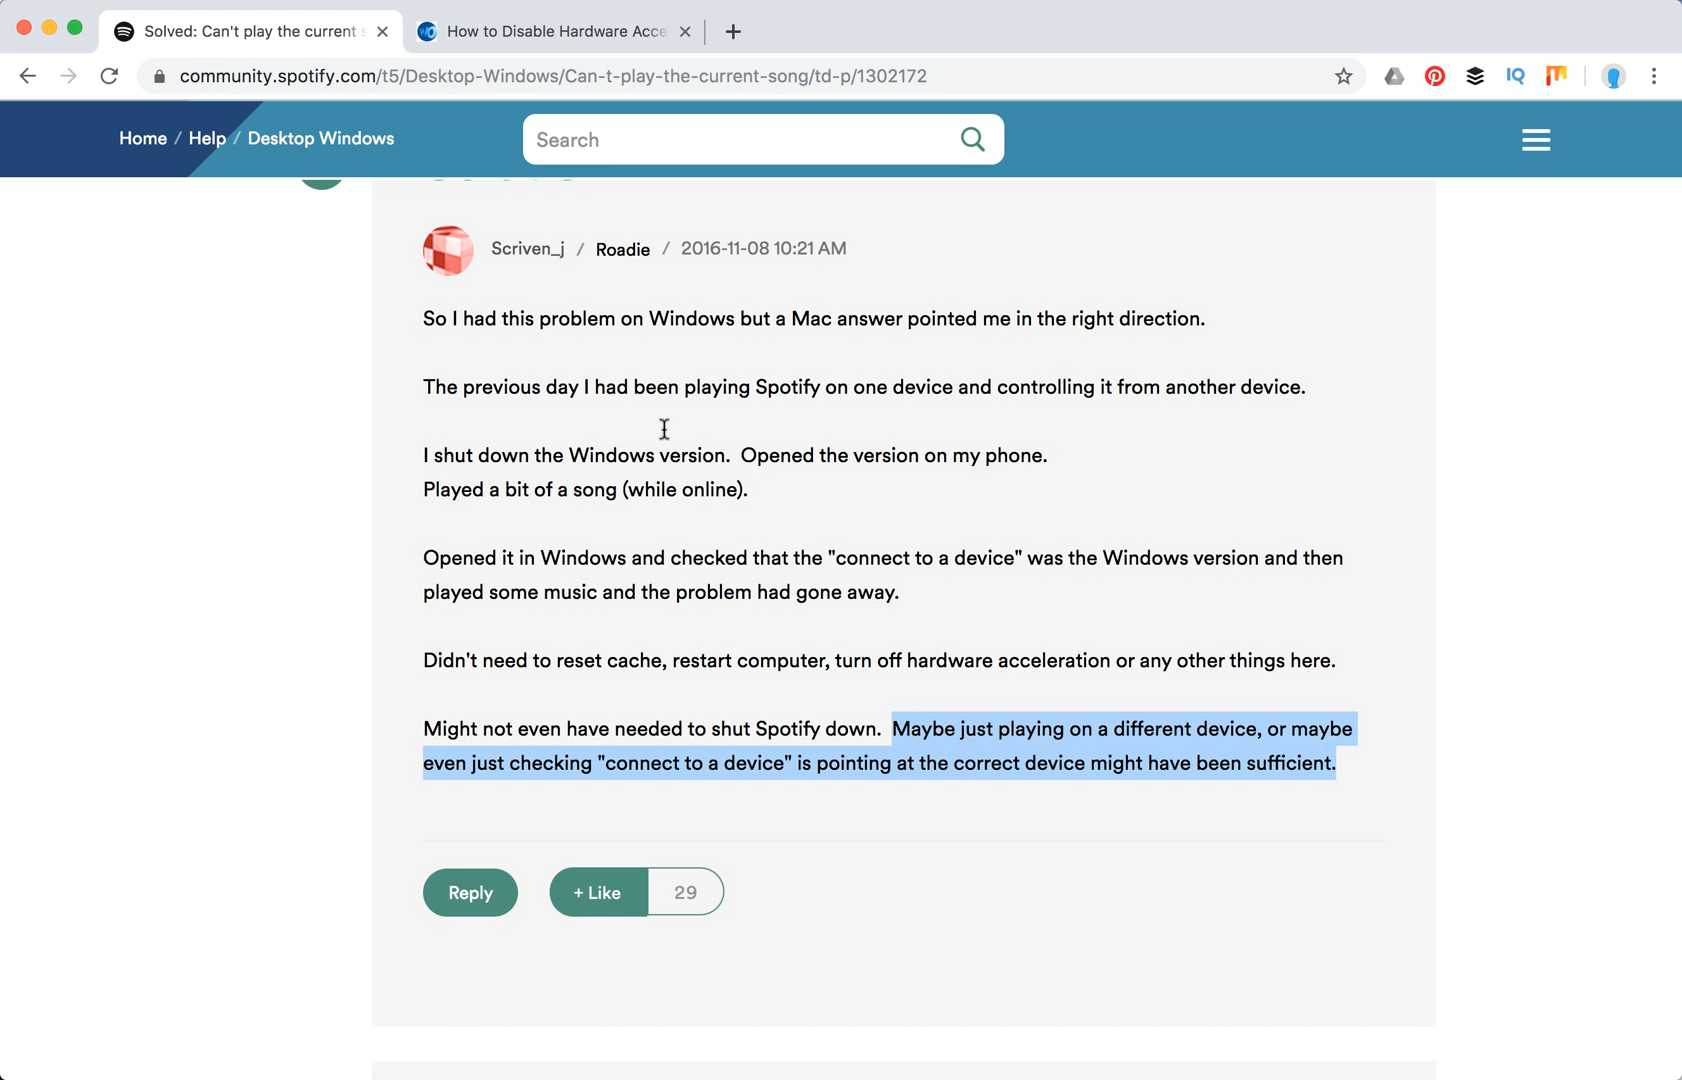 Solved: Can't play the current s
How to Disable Hardware Acce
community.spotify.com/t5/Desktop-Windows/Can-t-play-the-current-song/td-p/1302172
IQ
Home / Help / Desktop Windows
Search
Scriven_j / Roadie / 2016-11-08 10:21 AM
So I had this problem on Windows but a Mac answer pointed me in the right direction.
The previous day I had been playing Spotify on one device and controlling it from another device.
I shut down the Windows version.  Opened the version on my phone.
Played a bit of a song (while online).
Opened it in Windows and checked that the "connect to a device" was the Windows version and then
played some music and the problem had gone away.
Didn't need to reset cache, restart computer, turn off hardware acceleration or any other things here.
Might not even have needed to shut Spotify down.  Maybe just playing on a different device, or maybe
even just checking "connect to a device" is pointing at the correct device might have been sufficient.
Reply
+ Like 29